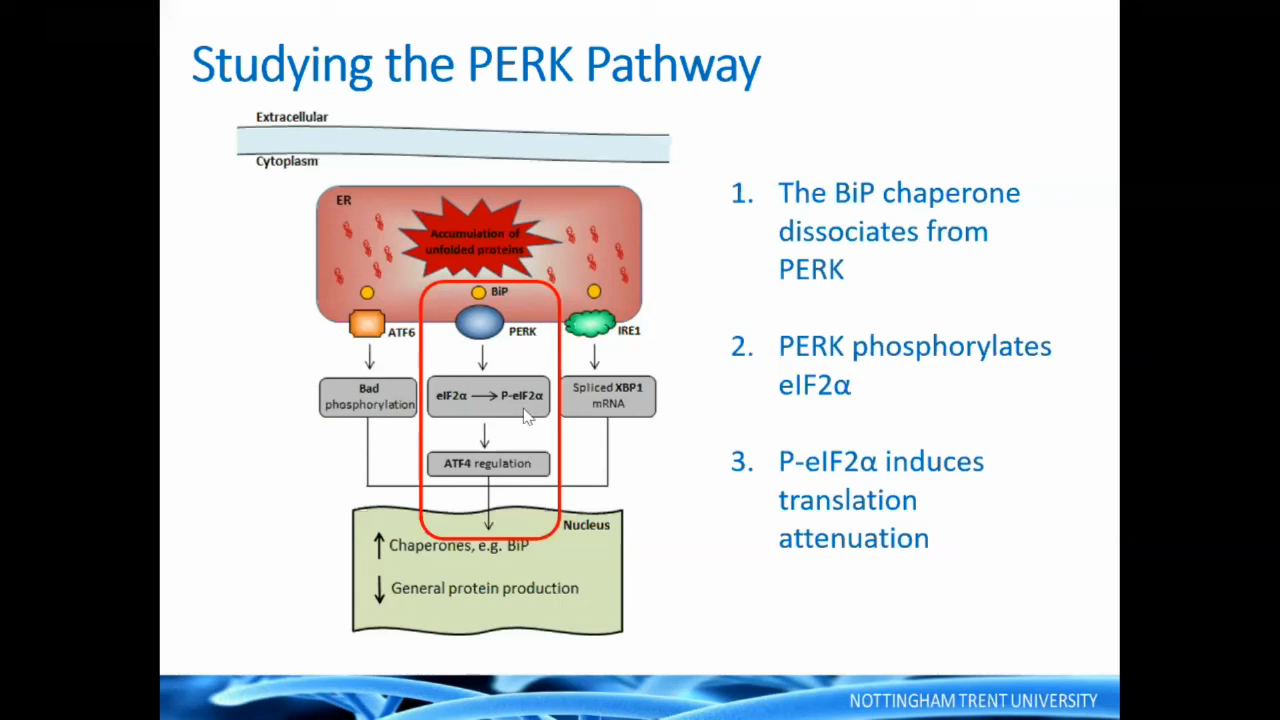 Studying the PERK Pathway
Extracellular
Cytoplasm
ER
Accumulation of
unfolded proteins
BiP
ATF6
PERK
IRE1
Bad
phosphorylation
eIF2α
P-eIF2α
Spliced XBP1
mRNA
ATF4 regulation
Nucleus
Chaperones, e.g. BiP
General protein production
1. The BiP chaperone
dissociates from
PERK
2. PERK phosphorylates
eIF2α
3. P-eIF2α induces
translation
attenuation
NOTTINGHAM TRENT UNIVERSITY